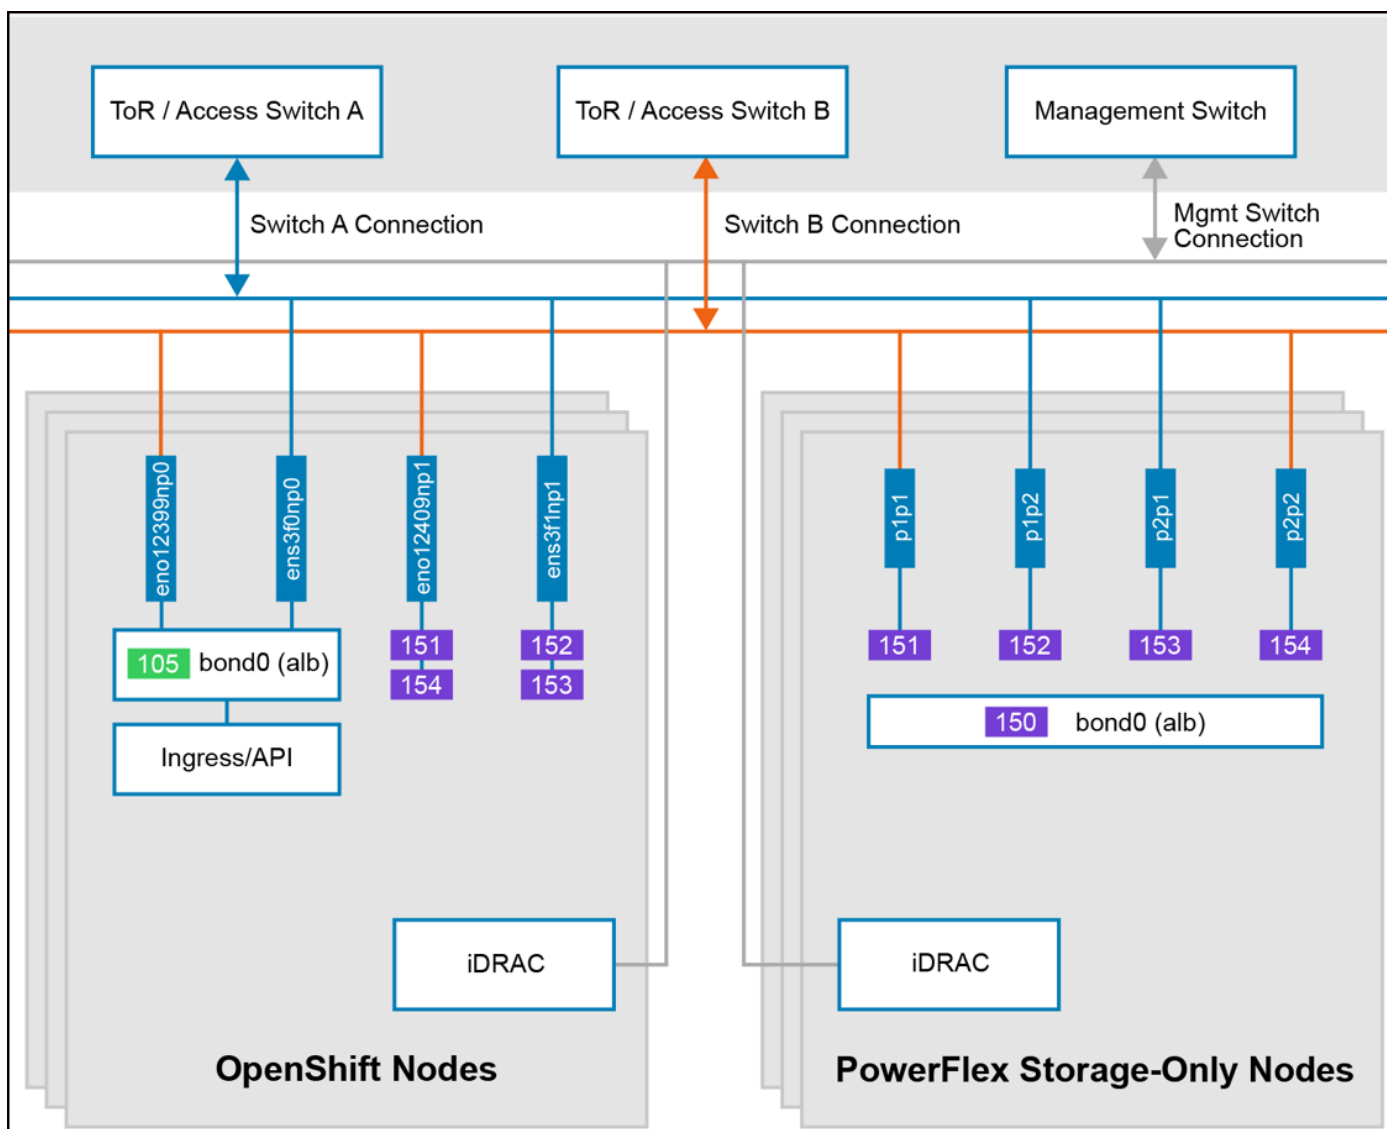 ToR / Access Switch A
ToR / Access Switch B
Management Switch
Switch A Connection
Switch B Connection
Mgmt Switch
Connection
eno12399np0
ens3f0np0
eno12409np1
ens3f1np1
p1p1
p1p2
p2p1
p2p2
105 bond0 (alb)
151
154
152
153
151
152
153
154
150 bond0 (alb)
Ingress/API
iDRAC
iDRAC
OpenShift Nodes
PowerFlex Storage-Only Nodes